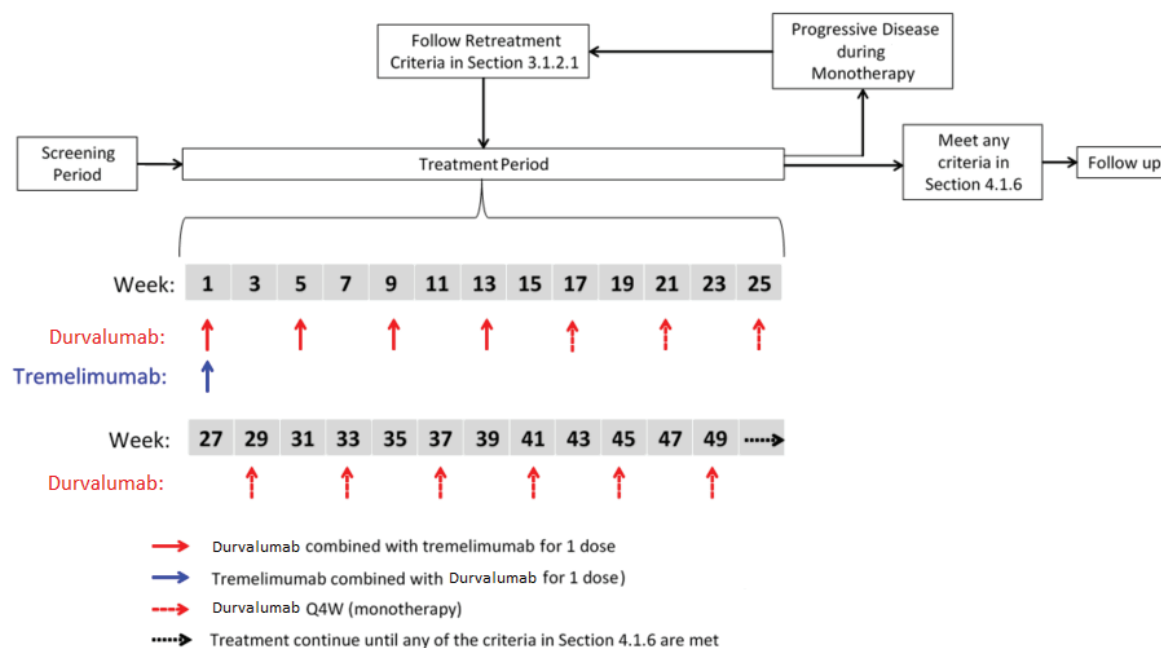 Follow Retreatment
Criteria in Section 3.1.2.1
Progressive Disease
during
Monotherapy
Screening
Period
Treatment Period
Meet any
criteria in
Section 4.1.6
Follow up
Week: 1 3 5 7 9 11 13 15 17 19 21 23 25
Durvalumab:
Tremelimumab:
Week: 27 29 31 33 35 37 39 41 43 45 47 49
Durvalumab:
Durvalumab combined with tremelimumab for 1 dose
Tremelimumab combined with Durvalumab for 1 dose)
Durvalumab Q4W (monotherapy)
Treatment continue until any of the criteria in Section 4.1.6 are met